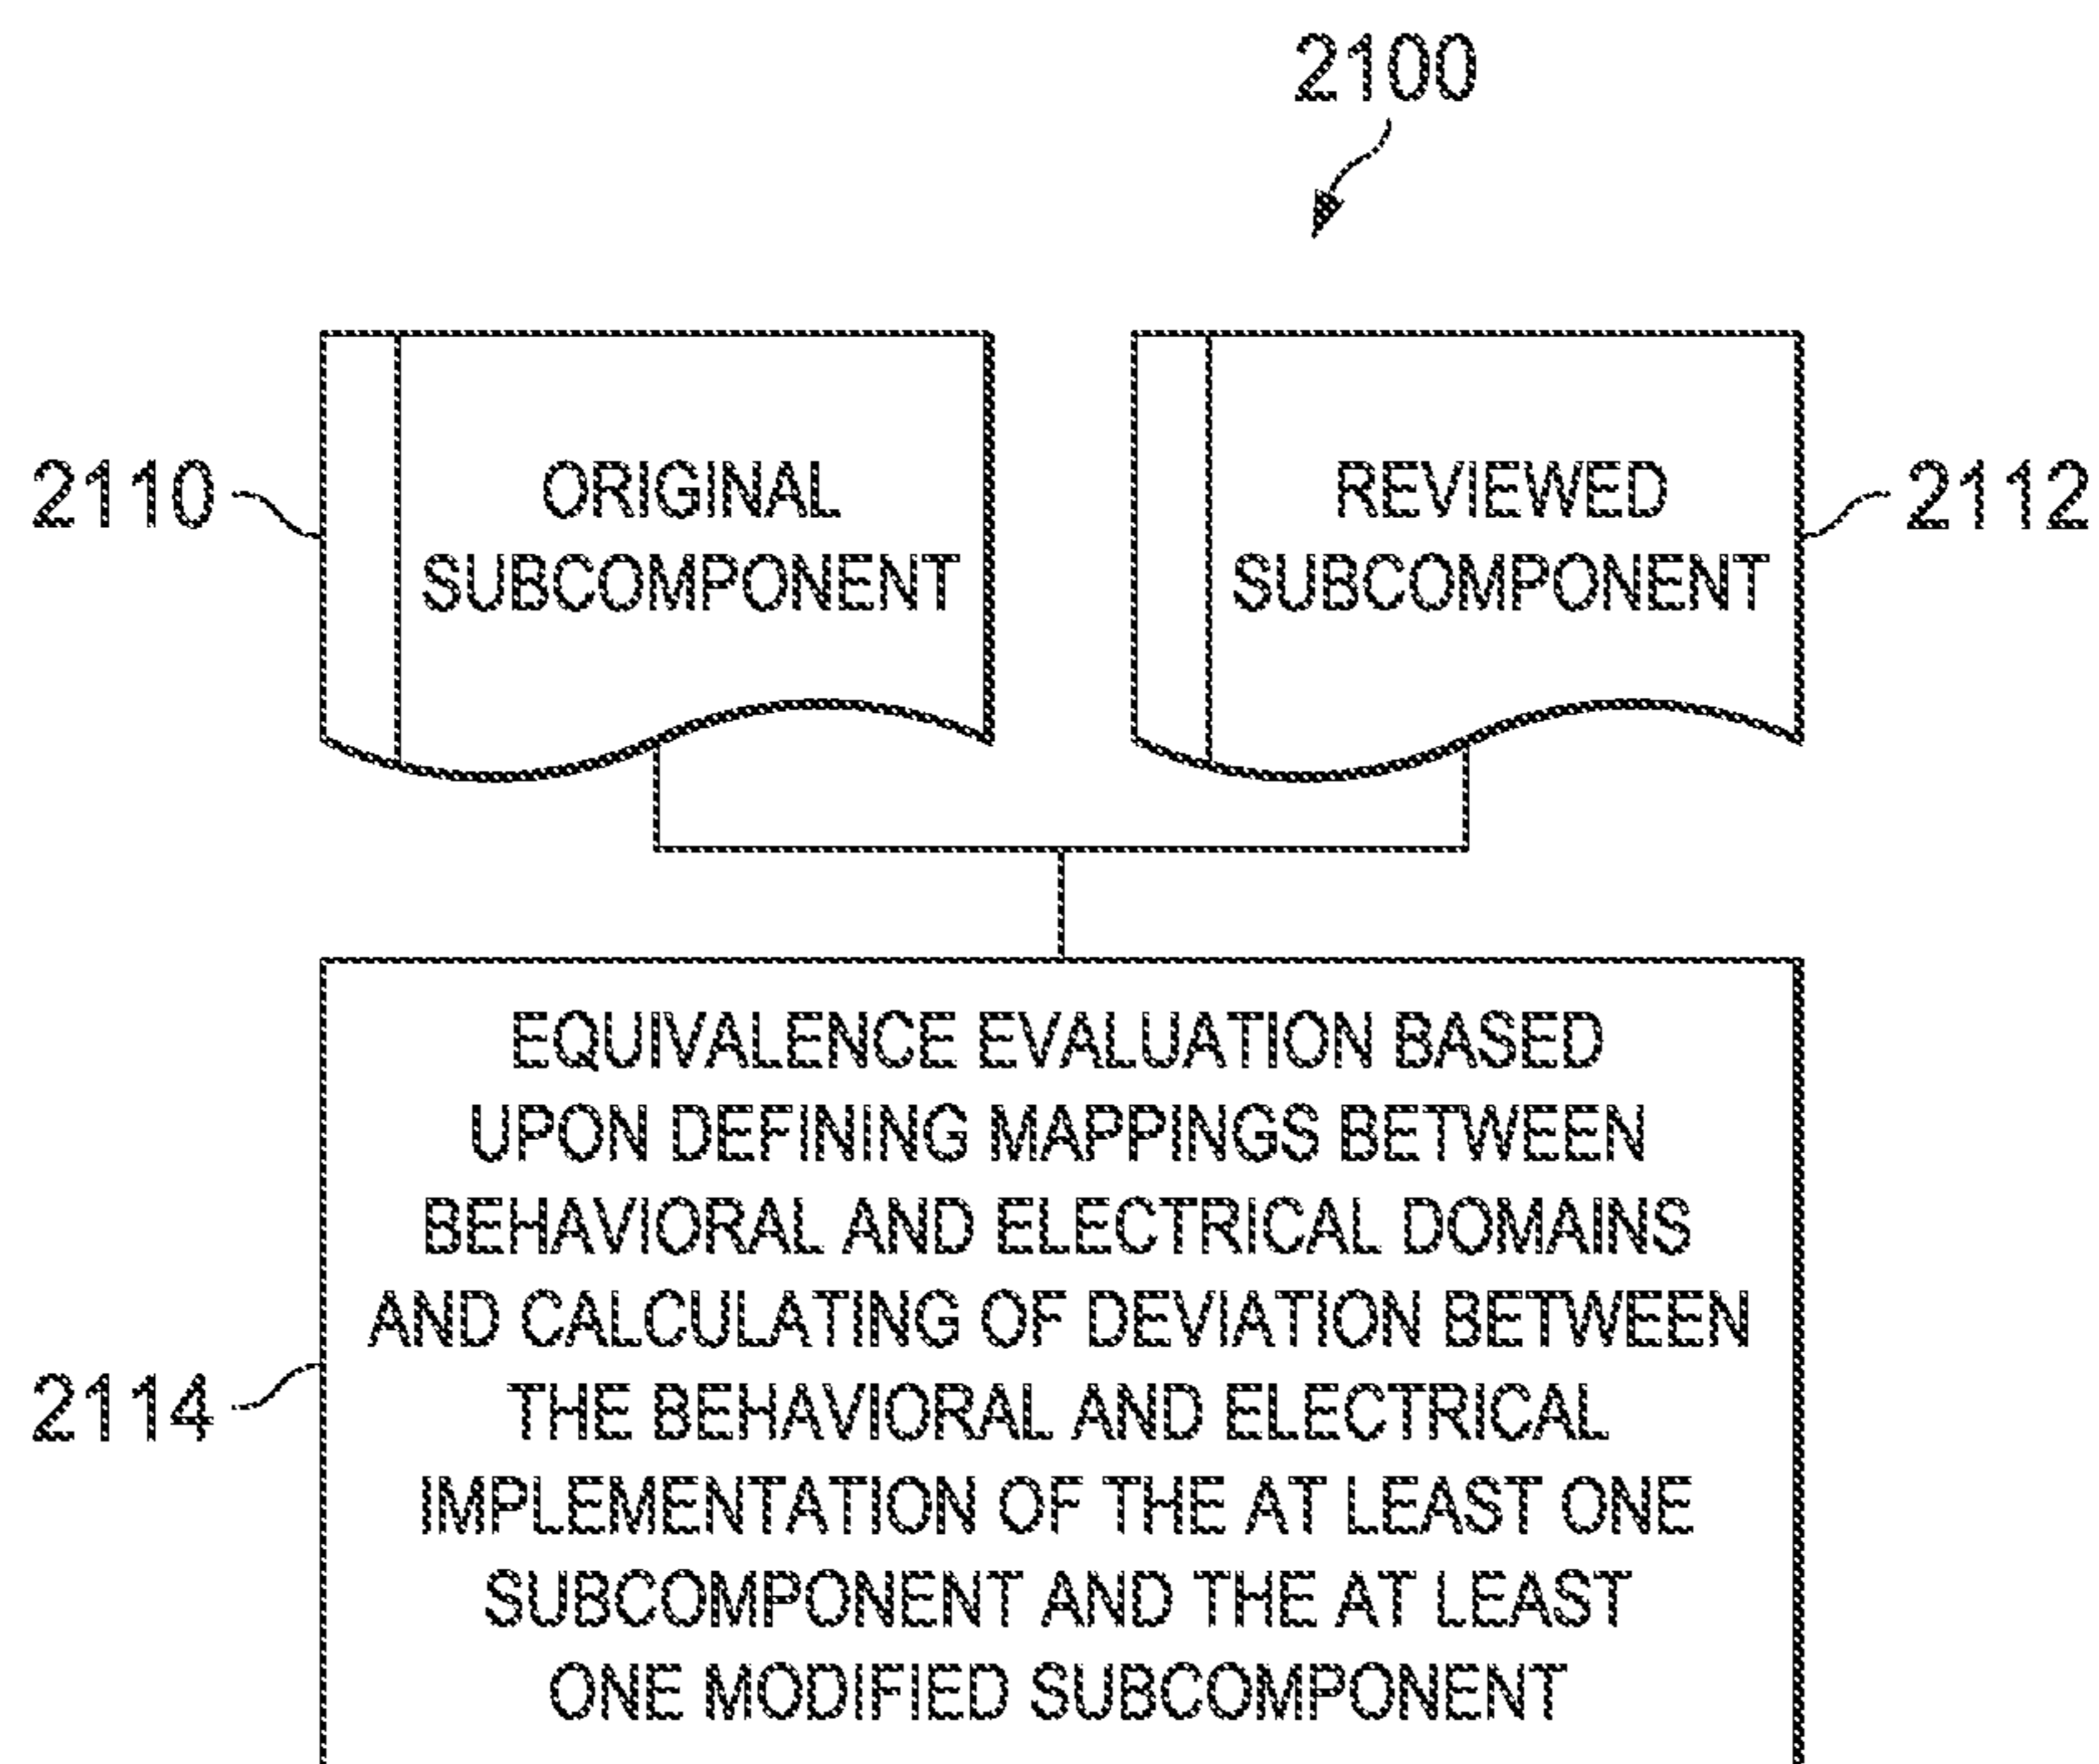 2100
2110
ORIGINAL
SUBCOMPONENT
REVIEWED
SUBCOMPONENT
2112
2114
EQUIVALENCE EVALUATION BASED
UPON DEFINING MAPPINGS BETWEEN
BEHAVIORAL AND ELECTRICAL DOMAINS
AND CALCULATING OF DEVIATION BETWEEN
THE BEHAVIORAL AND ELECTRICAL
IMPLEMENTATION OF THE AT LEAST ONE
SUBCOMPONENT AND THE AT LEAST
ONE MODIFIED SUBCOMPONENT